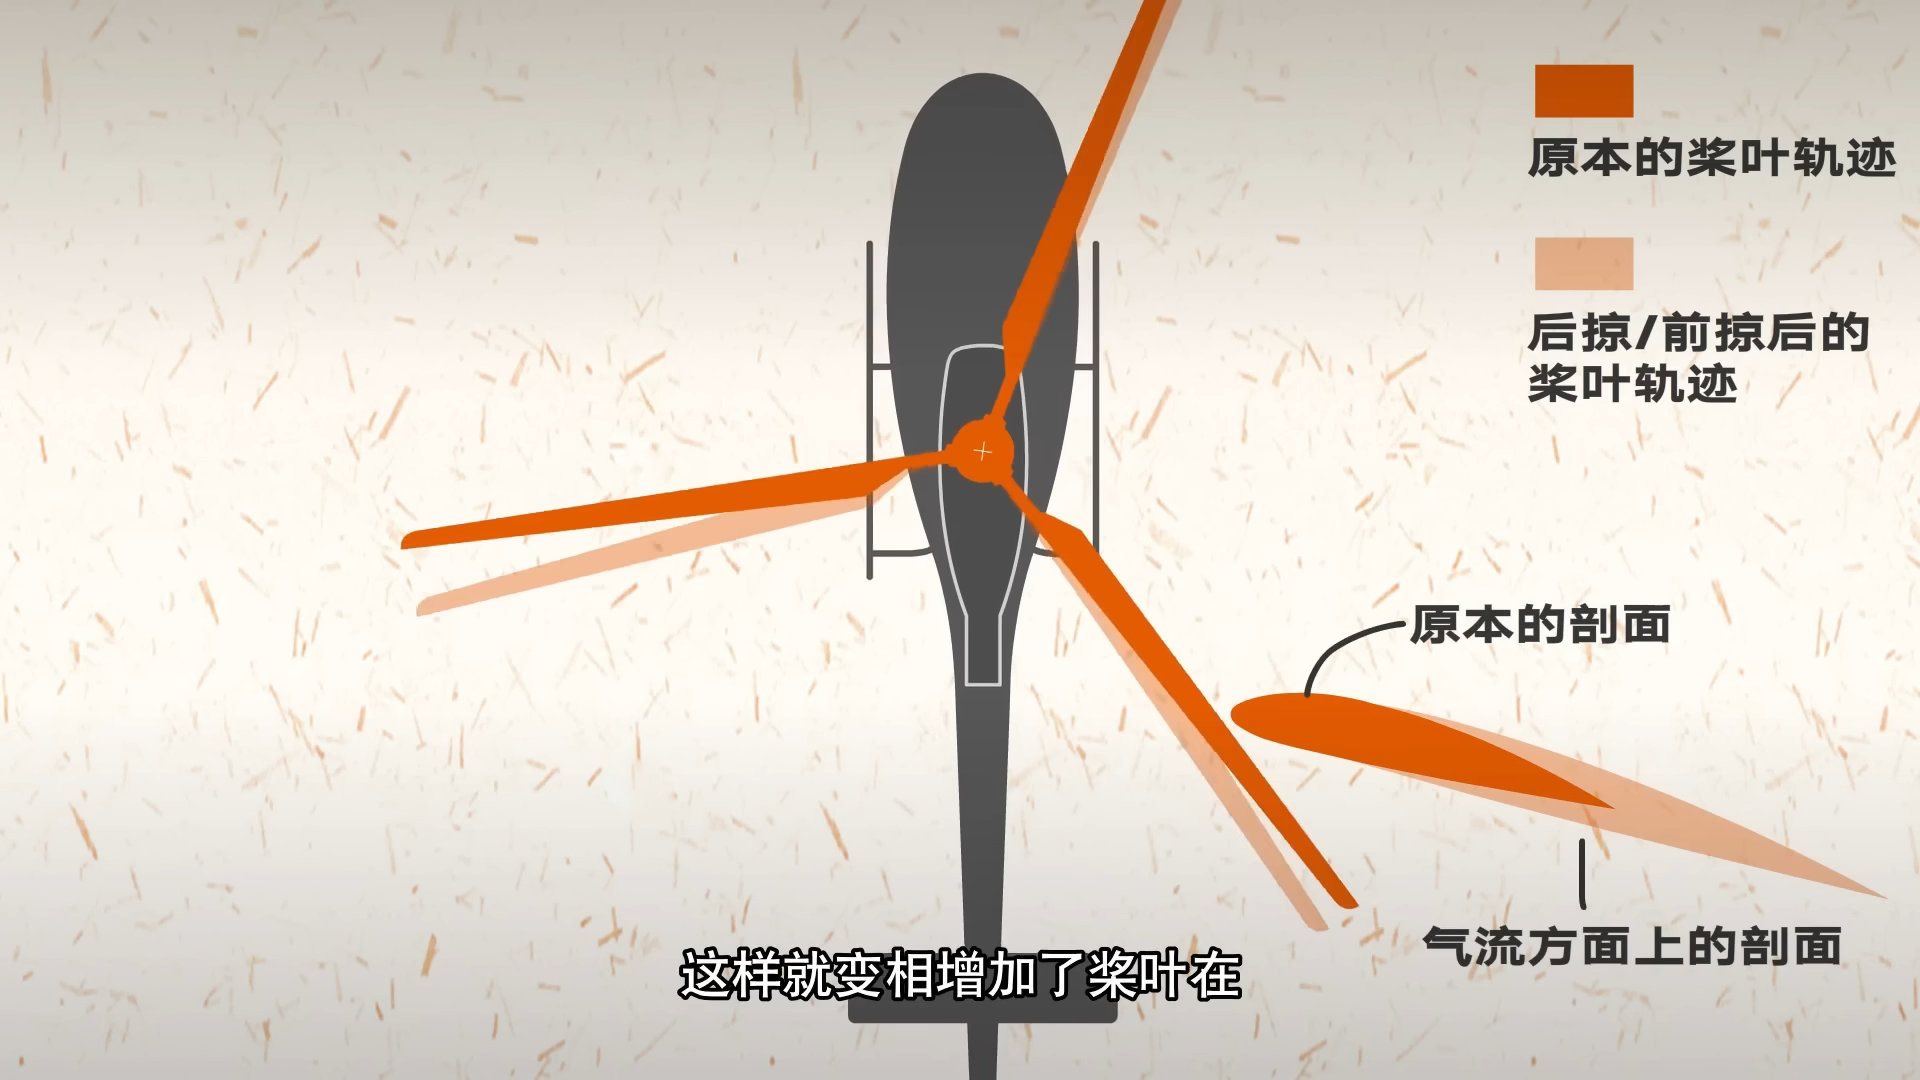 原本的桨叶轨迹
后掠/前掠后的
桨叶轨迹
原本的剖面
气流方面上的剖面
这样就变相增加了桨叶在